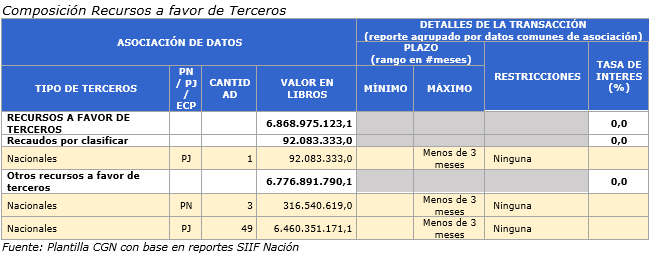 Composición Recursos a favor de Terceros
ASOCIACIÓN DE DATOS
DETALLES DE LA TRANSACCIÓN
(reporte agrupado por datos comunes de asociación)
TIPO DE TERCEROS
PN
/ PJ
/
ECP
CANTID
AD
VALOR EN
LIBROS
PLAZO
(rango en #meses)
MÍNIMO
MÁXIMO
RESTRICCIONES
TASA DE
INTERES
(%)
RECURSOS A FAVOR DE
TERCEROS
6.868.975.123,1
0,0
Recaudos por clasificar
92.083.333,0
0,0
Nacionales PJ 1 92.083.333,0 Menos de 3
meses
Ninguna
Otros recursos a favor de
terceros
6.776.891.790,1
0,0
Nacionales PN 3 316.540.619,0 Menos de 3
meses
Ninguna
Nacionales PJ 49 6.460.351.171,1 Menos de 3
meses
Ninguna
Fuente: Plantilla CGN con base en reportes SIIF Nación